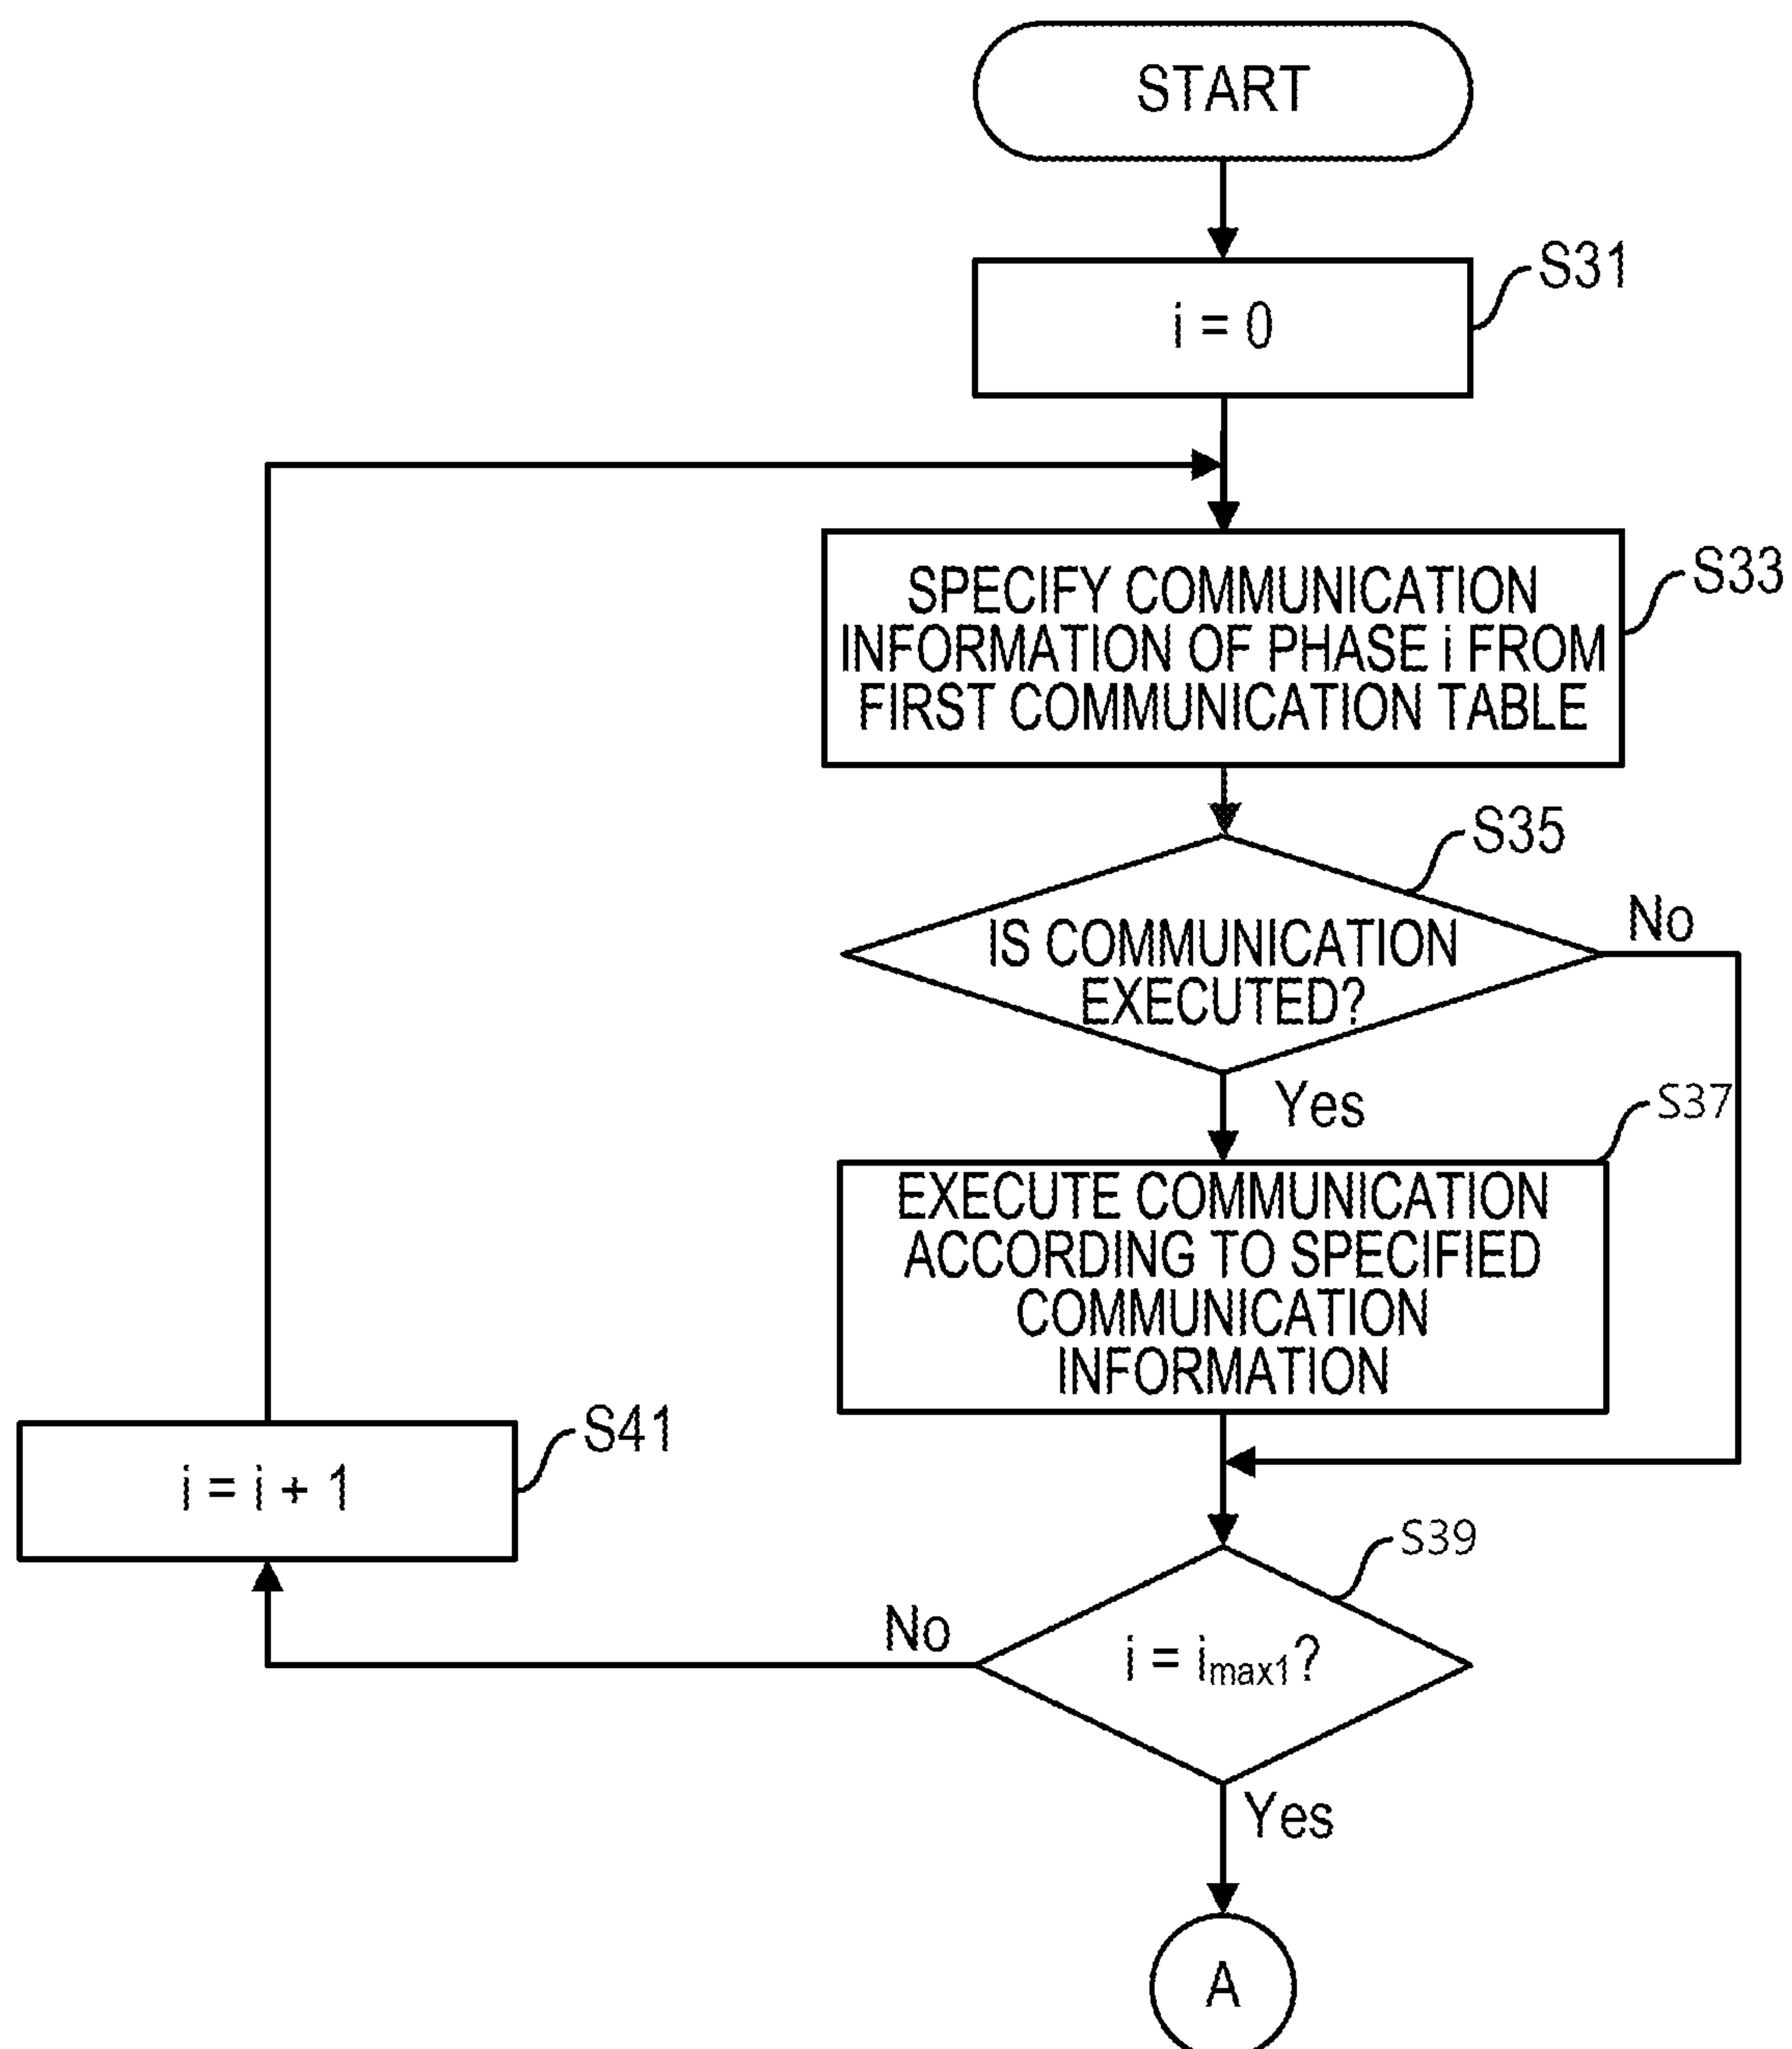 START
S31
i = 0
S33
SPECIFY COMMUNICATION
INFORMATION OF PHASE i FROM
FIRST COMMUNICATION TABLE
S35
No
IS COMMUNICATION
EXECUTED?
Yes
S37
EXECUTE COMMUNICATION
ACCORDING TO SPECIFIED
COMMUNICATION
INFORMATION
S41
i = i + 1
S39
No
i = imax1?
Yes
A